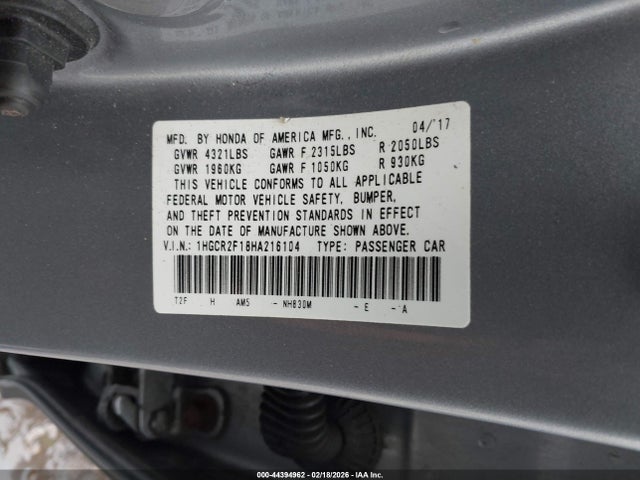 MFD. BY HONDA OF AMERICA MFG., INC. 04/'17
GVWR 4321LBS GAWR F 2315LBS R 2050LBS
GVWR 1960KG GAWR F 1050KG R 930KG
THIS VEHICLE CONFORMS TO ALL APPLICABLE
FEDERAL MOTOR VEHICLE SAFETY, BUMPER,
AND THEFT PREVENTION STANDARDS IN EFFECT
ON THE DATE OF MANUFACTURE SHOWN ABOVE.
V.I.N.: 1HGCR2F18HA216104 TYPE: PASSENGER CAR
T2F H AM5 - NH830M - E - A
000-44394962 - 02/18/2026 - IAA Inc.